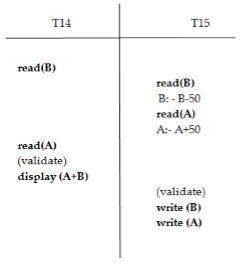 T14 T15
read(B)
read(B)
B: - B-50
read(A)
A:- A+50
read(A)
(validate)
display (A+B)
(validate)
write (B)
write (A)